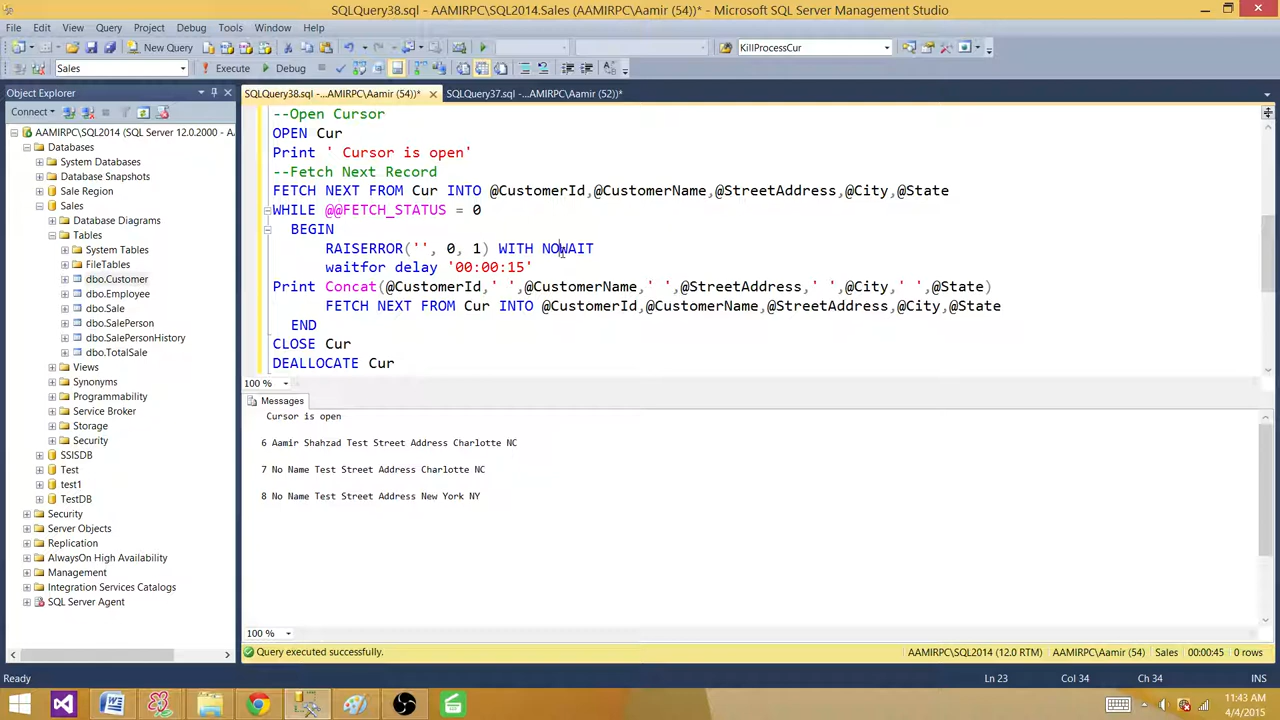 SQLQuery38.sql - AAMIRPC\SQL2014.Sales (AAMIRPC\Aamir (54))* - Microsoft SQL Server Management Studio
File Edit View Query Project Debug Tools Window Help
New Query KillProcessCur
Sales Execute Debug
Object Explorer
SQLQuery38.sql -...AAMIRPC\Aamir (54))* SQLQuery37.sql -...AAMIRPC\Aamir (52))*
Connect
AAMIRPC\SQL2014 (SQL Server 12.0.2000 - A
Databases
System Databases
Database Snapshots
Sale Region
Sales
Database Diagrams
Tables
System Tables
FileTables
dbo.Customer
dbo.Employee
dbo.Sale
dbo.SalePerson
dbo.SalePersonHistory
dbo.TotalSale
Views
Synonyms
Programmability
Service Broker
Storage
Security
SSISDB
Test
test1
TestDB
Security
Server Objects
Replication
AlwaysOn High Availability
Management
Integration Services Catalogs
SQL Server Agent
--Open Cursor
OPEN Cur
Print ' Cursor is open'
--Fetch Next Record
FETCH NEXT FROM Cur INTO @CustomerId,@CustomerName,@StreetAddress,@City,@State
WHILE @@FETCH_STATUS = 0
BEGIN
RAISERROR('', 0, 1) WITH NOWAIT
waitfor delay '00:00:15'
Print Concat(@CustomerId,' ',@CustomerName,' ',@StreetAddress,' ',@City,' ',@State)
FETCH NEXT FROM Cur INTO @CustomerId,@CustomerName,@StreetAddress,@City,@State
END
CLOSE Cur
DEALLOCATE Cur
100 %
Messages
Cursor is open
6 Aamir Shahzad Test Street Address Charlotte NC
7 No Name Test Street Address Charlotte NC
8 No Name Test Street Address New York NY
100 %
Query executed successfully. AAMIRPC\SQL2014 (12.0 RTM) AAMIRPC\Aamir (54) Sales 00:00:45 0 rows
Ready Ln 23 Col 34 Ch 34 INS
11:43 AM
4/4/2015